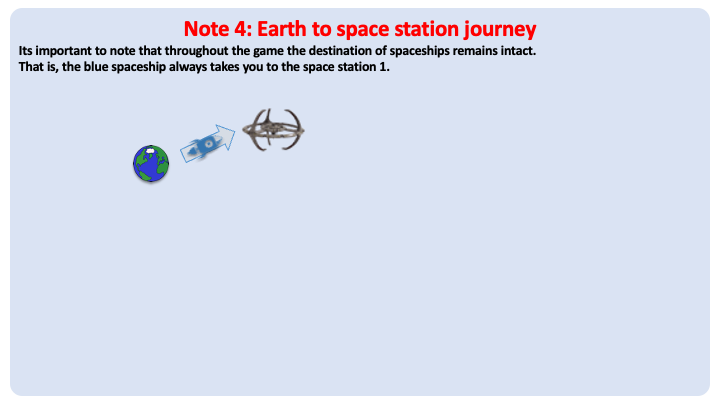 Note 4: Earth to space station journey
Its important to note that throughout the game the destination of spaceships remains intact.
That is, the blue spaceship always takes you to the space station 1.